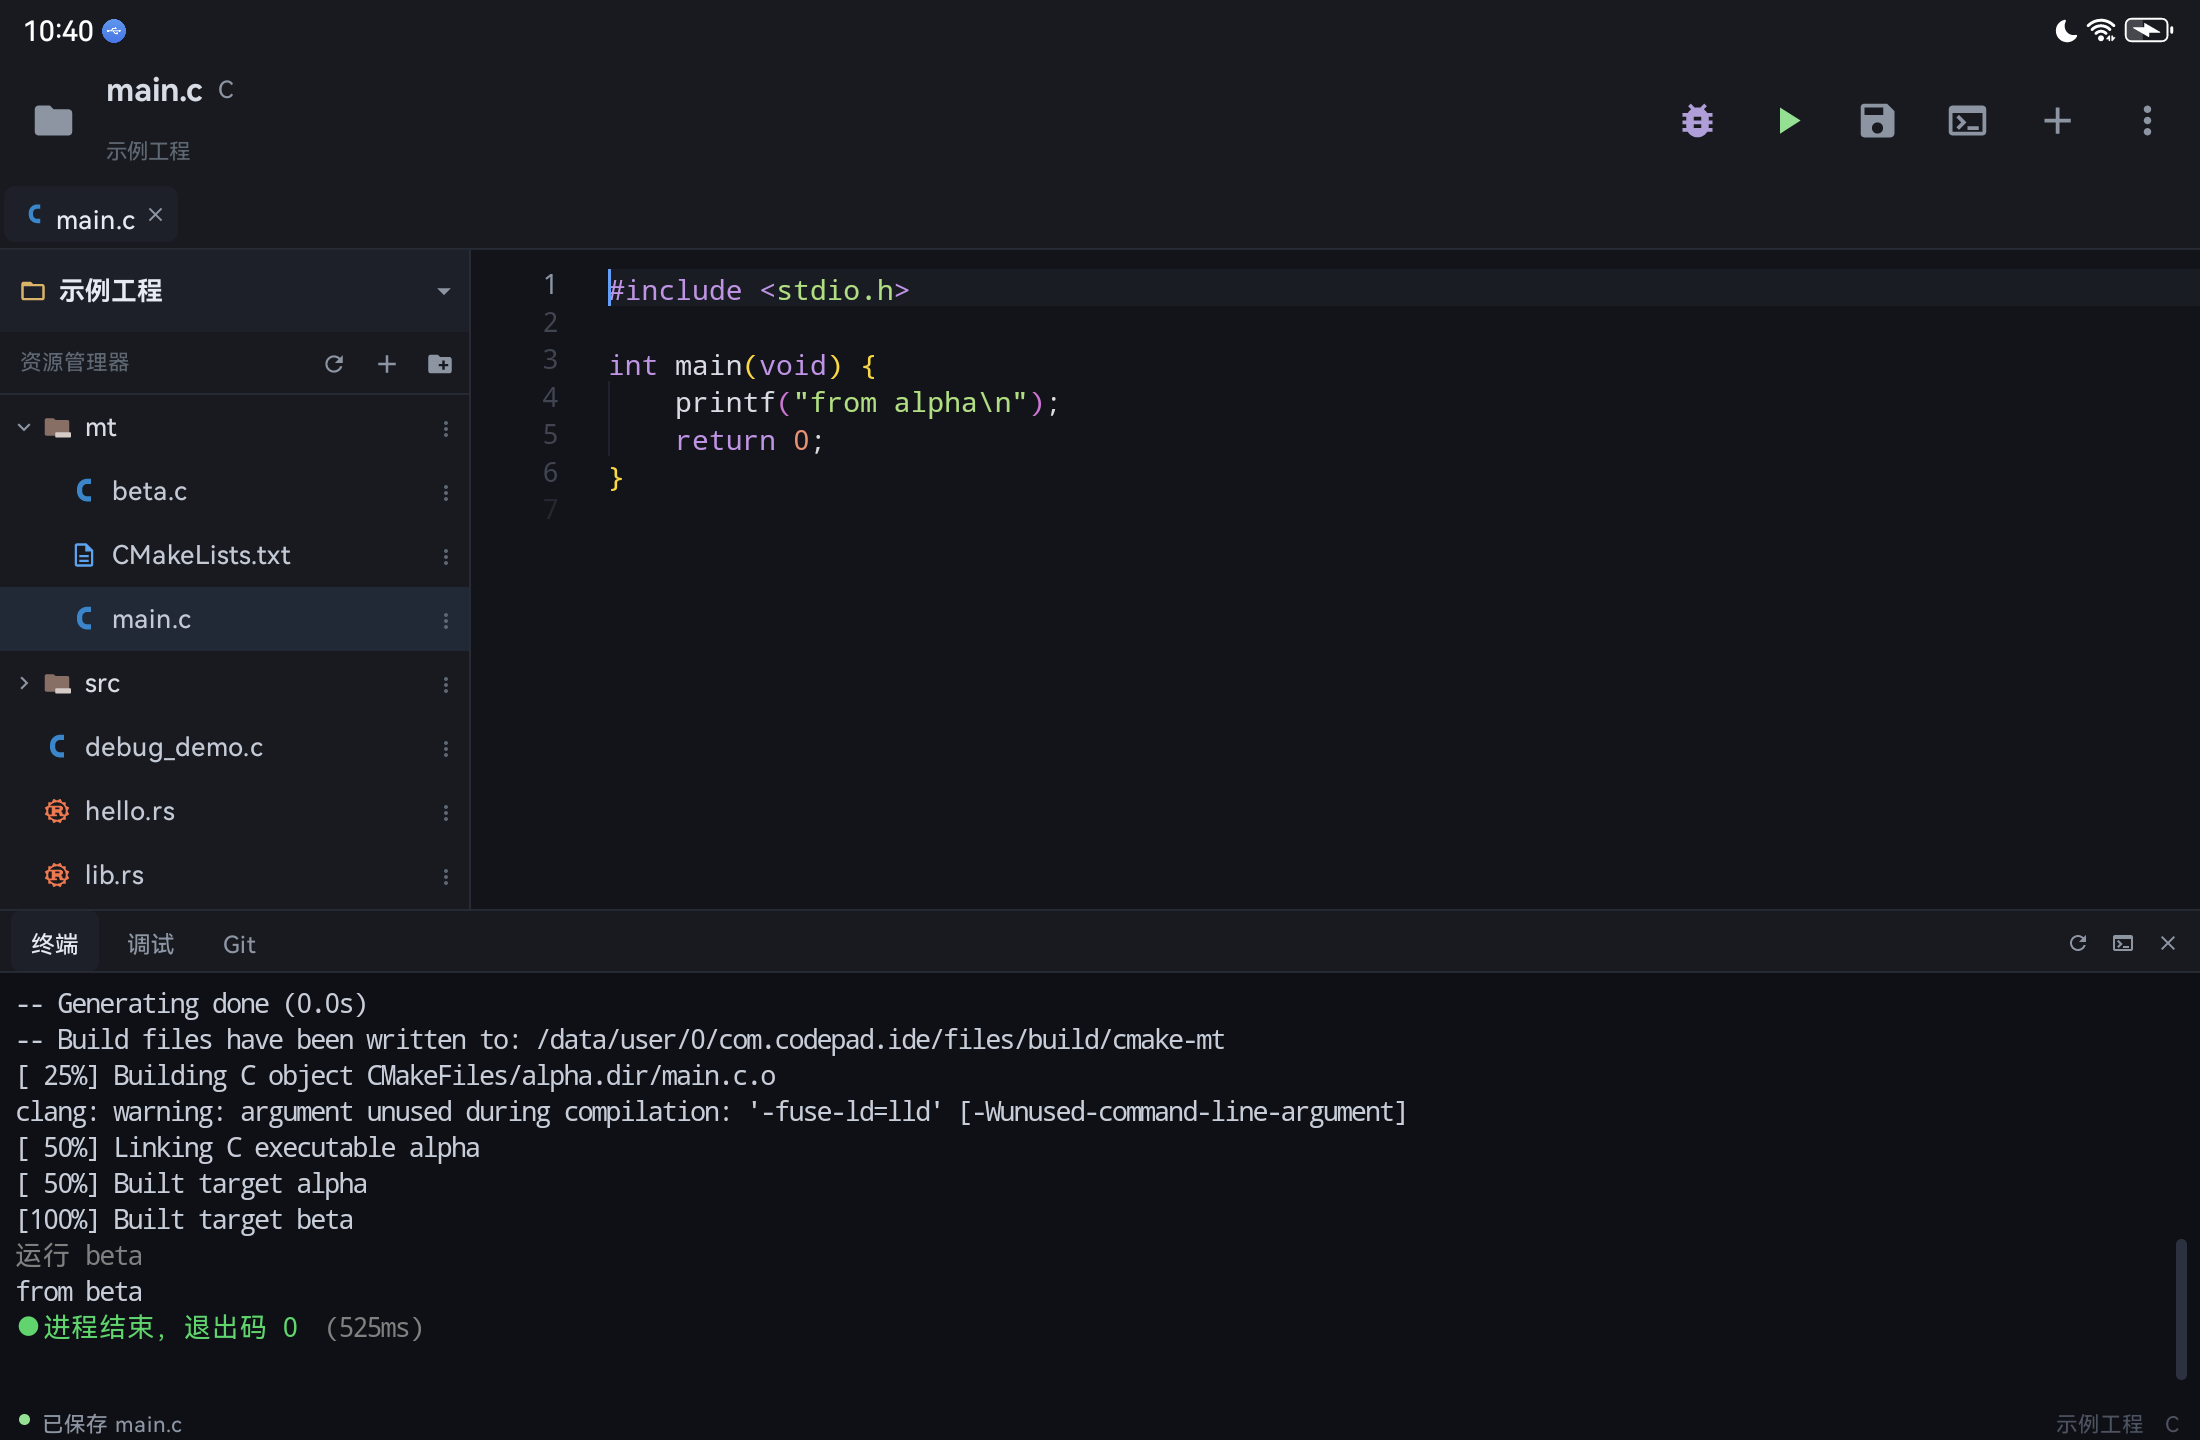 10:40
main.c C
示例工程
main.c
示例工程
资源管理器
mt
beta.c
CMakeLists.txt
main.c
src
debug_demo.c
hello.rs
lib.rs
1 #include <stdio.h>
2
3 int main(void) {
4     printf("from alpha\n");
5     return 0;
6 }
7
终端 调试 Git
-- Generating done (0.0s)
-- Build files have been written to: /data/user/0/com.codepad.ide/files/build/cmake-mt
[ 25%] Building C object CMakeFiles/alpha.dir/main.c.o
clang: warning: argument unused during compilation: '-fuse-ld=lld' [-Wunused-command-line-argument]
[ 50%] Linking C executable alpha
[ 50%] Built target alpha
[100%] Built target beta
运行 beta
from beta
进程结束, 退出码 0 (525ms)
已保存 main.c
示例工程 C